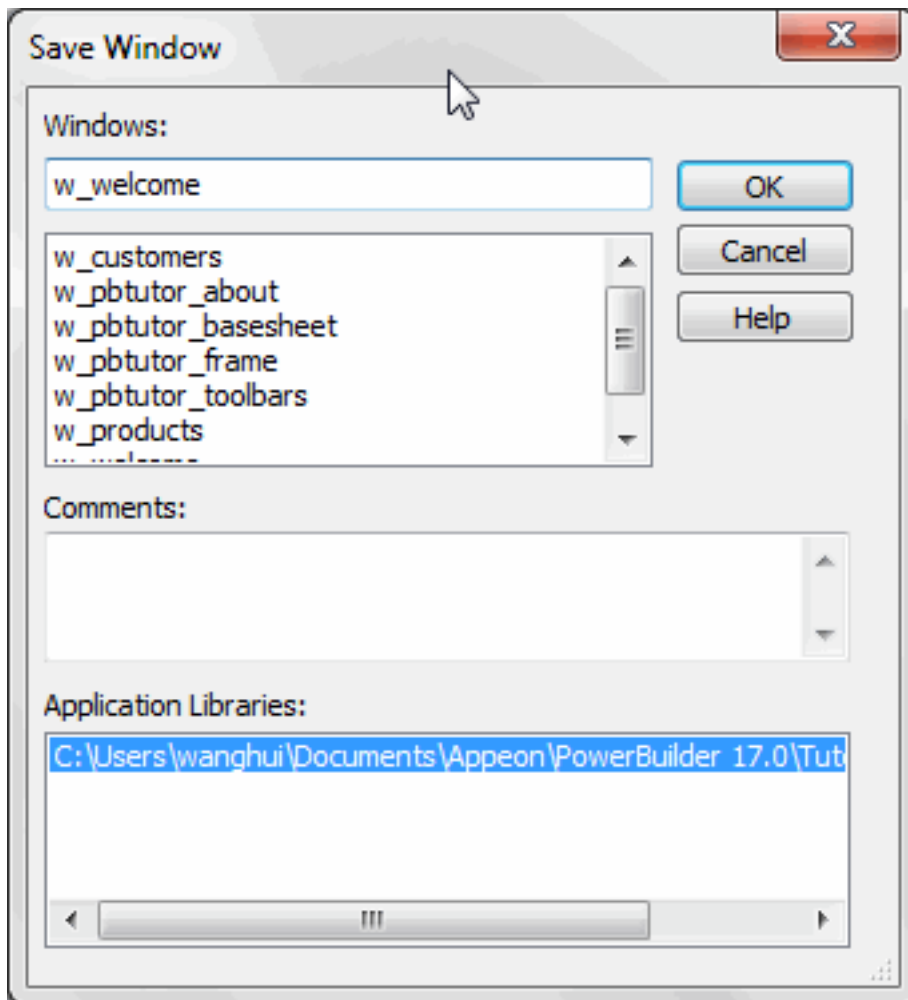 Save Window
Windows:
w_welcome
OK
Cancel
Help
w_customers
w_pbtutor_about
w_pbtutor_basesheet
w_pbtutor_frame
w_pbtutor_toolbars
w_products
Comments:
Application Libraries:
C:\Users\wanghui\Documents\Appeon\PowerBuilder 17.0\Tut